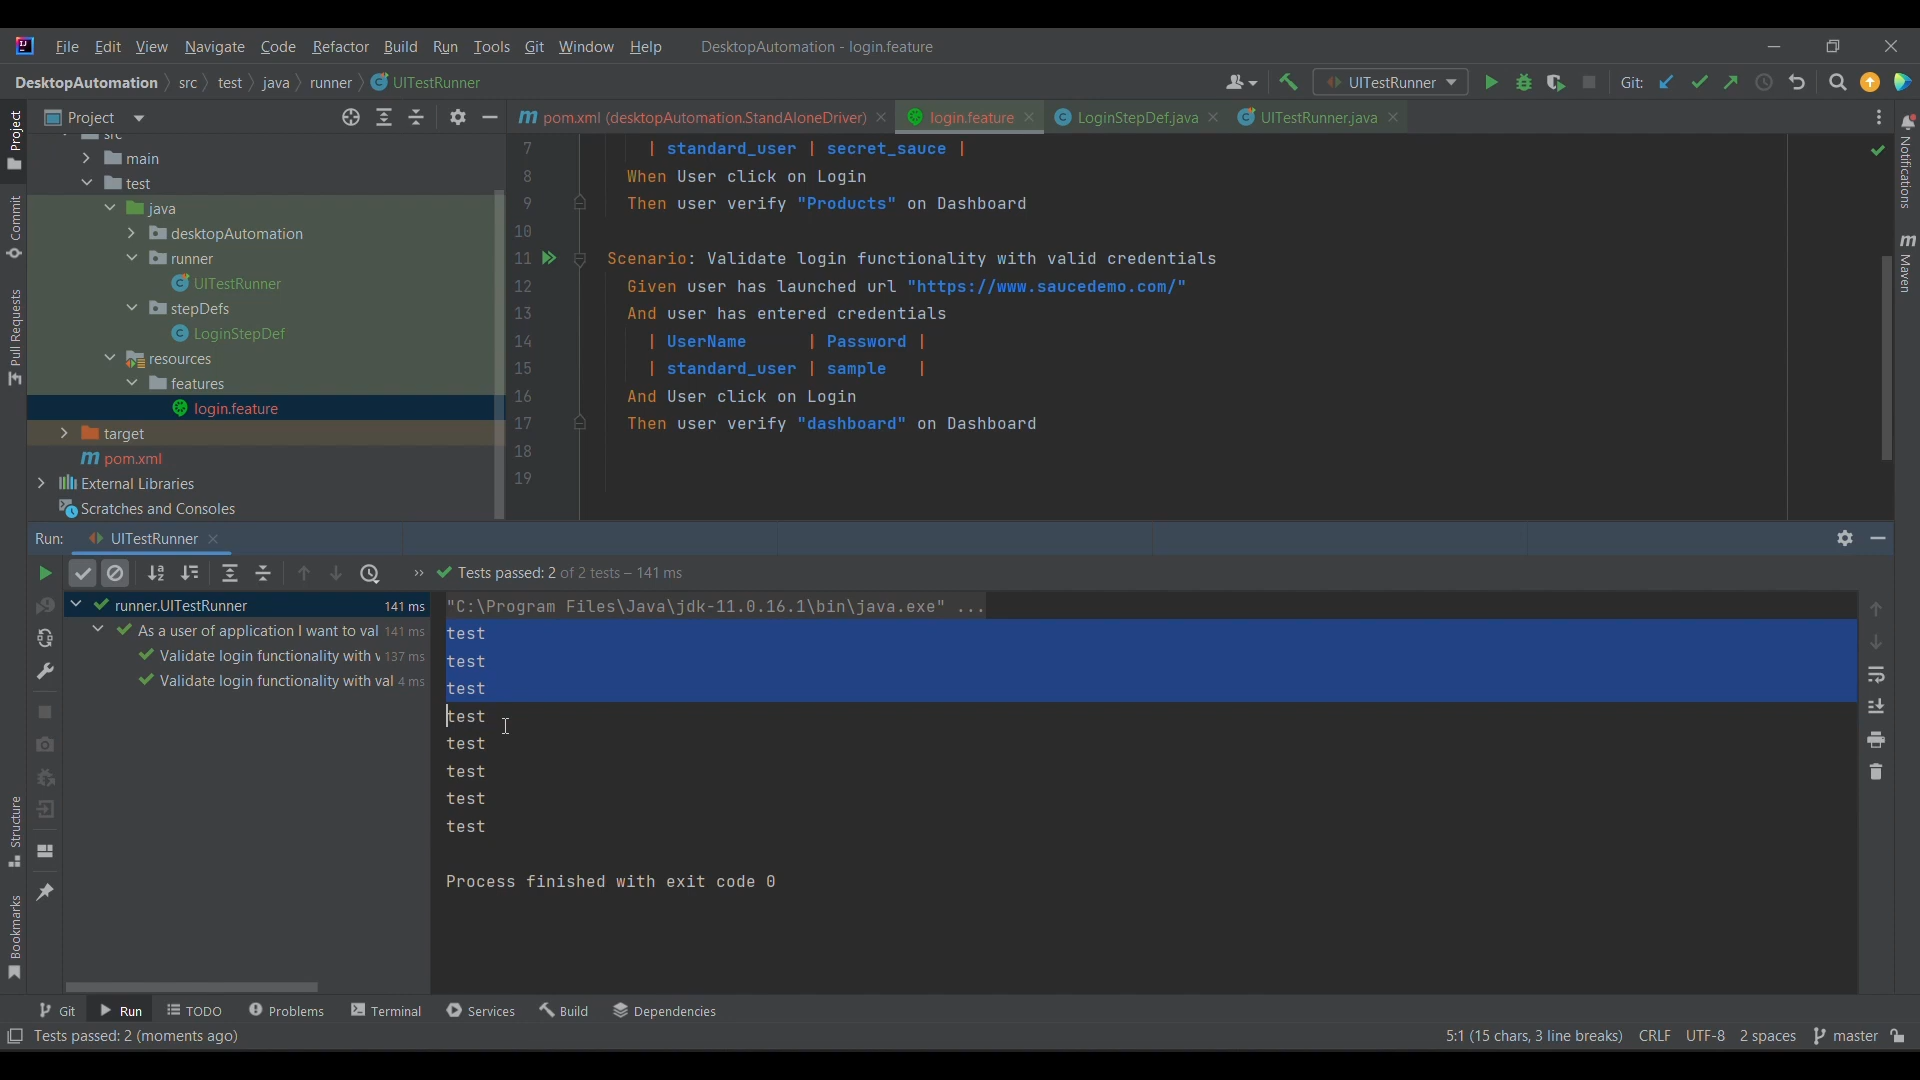 File Edit View Navigate Code Refactor Build Run Tools Git Window Help DesktopAutomation - login.feature
DesktopAutomation src test java runner UITestRunner UITestRunner Git:
Project
pom.xml (desktopAutomation.StandAloneDriver) login.feature LoginStepDef.java UITestRunner.java
src
main
test
java
desktopAutomation
runner
UITestRunner
stepDefs
LoginStepDef
resources
features
login.feature
target
pom.xml
External Libraries
Scratches and Consoles
7 | standard_user | secret_sauce |
8 When User click on Login
9 Then user verify "Products" on Dashboard
10
11 Scenario: Validate login functionality with valid credentials
12 Given user has launched url "https://www.saucedemo.com/"
13 And user has entered credentials
14 | UserName | Password |
15 | standard_user | sample |
16 And User click on Login
17 Then user verify "dashboard" on Dashboard
18
19
Project
Commit
Pull Requests
Structure
Bookmarks
Notifications
Maven
Run: UITestRunner
Tests passed: 2 of 2 tests – 141 ms
runner.UITestRunner 141 ms
As a user of application I want to val 141 ms
Validate login functionality with v 137 ms
Validate login functionality with val 4 ms
"C:\Program Files\Java\jdk-11.0.16.1\bin\java.exe" ...
test
test
test
test
test
test
test
test
Process finished with exit code 0
Git Run TODO Problems Terminal Services Build Dependencies
Tests passed: 2 (moments ago) 5:1 (15 chars, 3 line breaks) CRLF UTF-8 2 spaces master